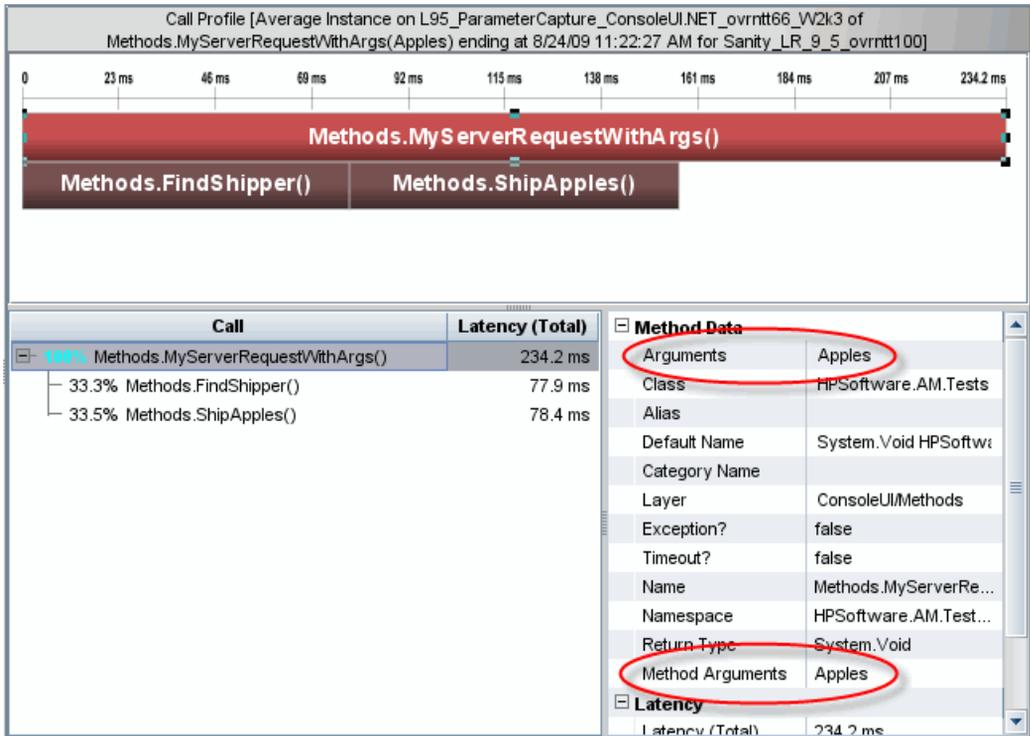 Call Profile [Average Instance on L95_ParameterCapture_ConsoleUI.NET_ovrntt66_W2k3 of
Methods.MyServerRequestWithArgs(Apples) ending at 8/24/09 11:22:27 AM for Sanity_LR_9_5_ovrntt100]
0 23 ms 46 ms 69 ms 92 ms 115 ms 138 ms 161 ms 184 ms 207 ms 234.2 ms
Methods.MyServerRequestWithArgs()
Methods.FindShipper() Methods.ShipApples()
Call Latency (Total)
100% Methods.MyServerRequestWithArgs() 234.2 ms
33.3% Methods.FindShipper() 77.9 ms
33.5% Methods.ShipApples() 78.4 ms
Method Data
Arguments Apples
Class HPSoftware.AM.Tests
Alias
Default Name System.Void HPSoftwa
Category Name
Layer ConsoleUI/Methods
Exception? false
Timeout? false
Name Methods.MyServerRe...
Namespace HPSoftware.AM.Test...
Return Type System.Void
Method Arguments Apples
Latency
Latency (Total) 234.2 ms